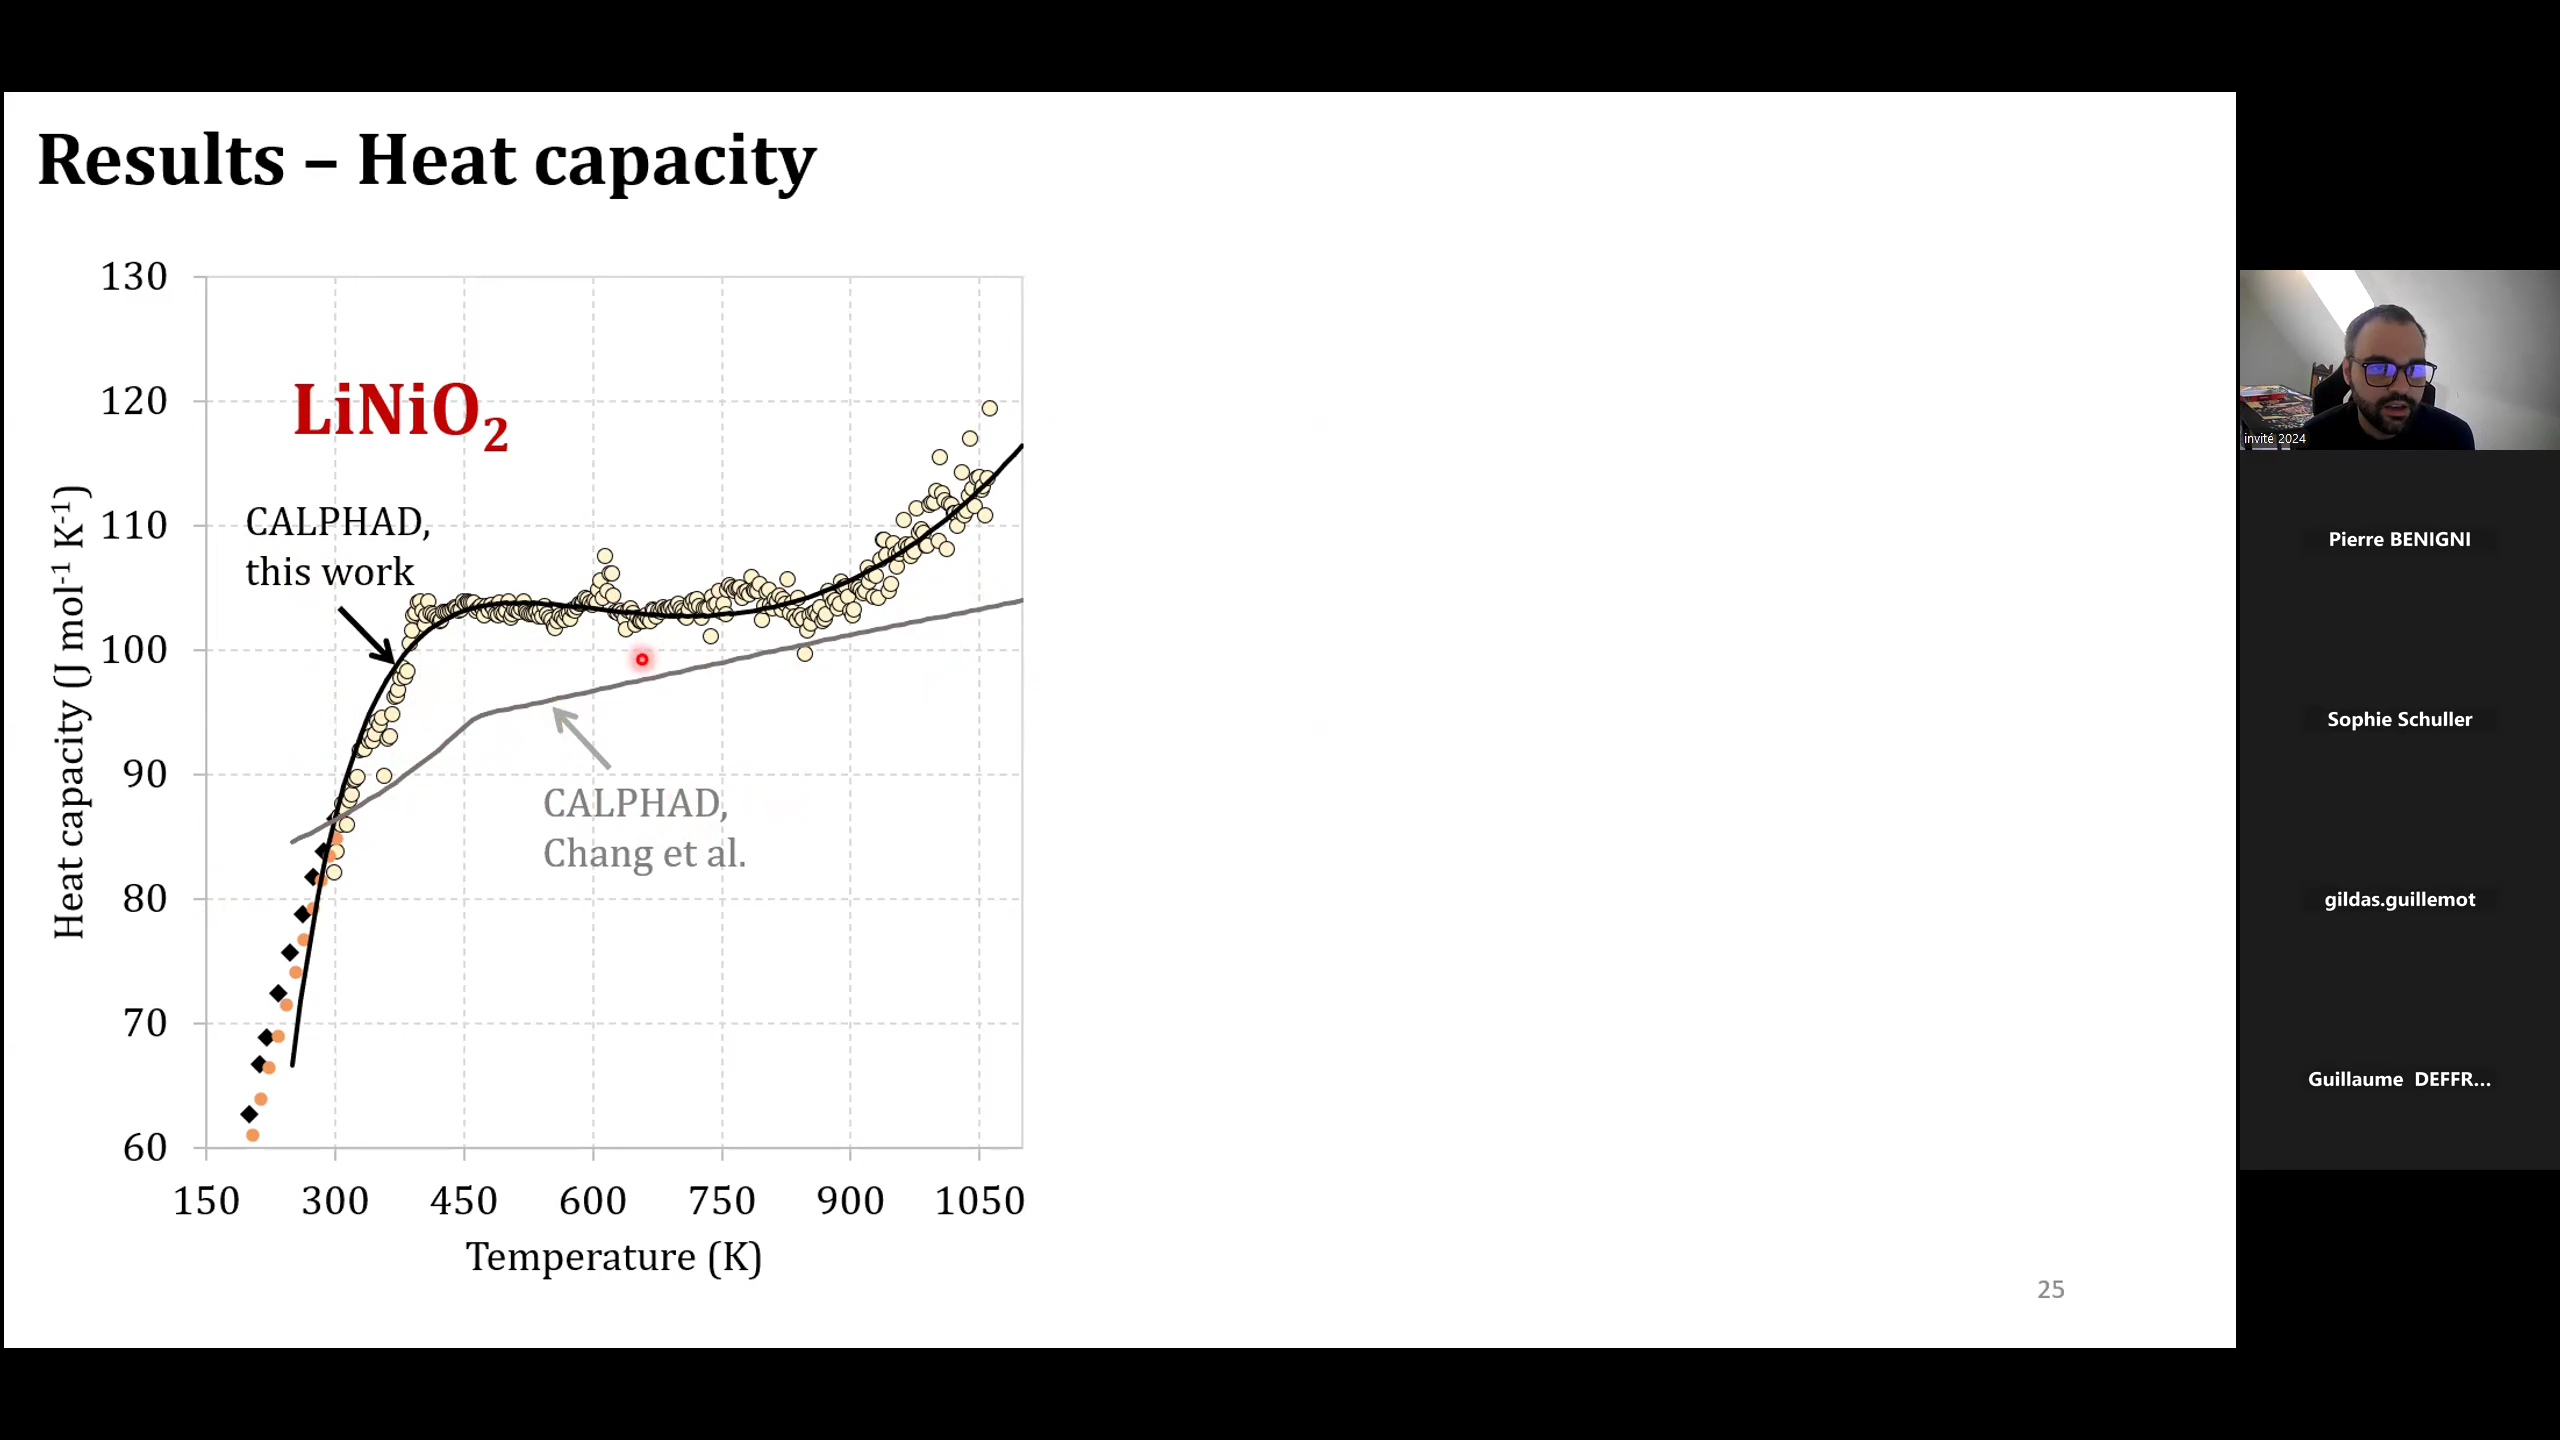 Results – Heat capacity
130
120
110
100
90
80
70
60
Heat capacity (J mol⁻¹ K⁻¹)
LiNiO₂
CALPHAD,
this work
CALPHAD,
Chang et al.
150 300 450 600 750 900 1050
Temperature (K)
25
invité 2024
Pierre BENIGNI
Sophie Schuller
gildas.guillemot
Guillaume DEFFR...